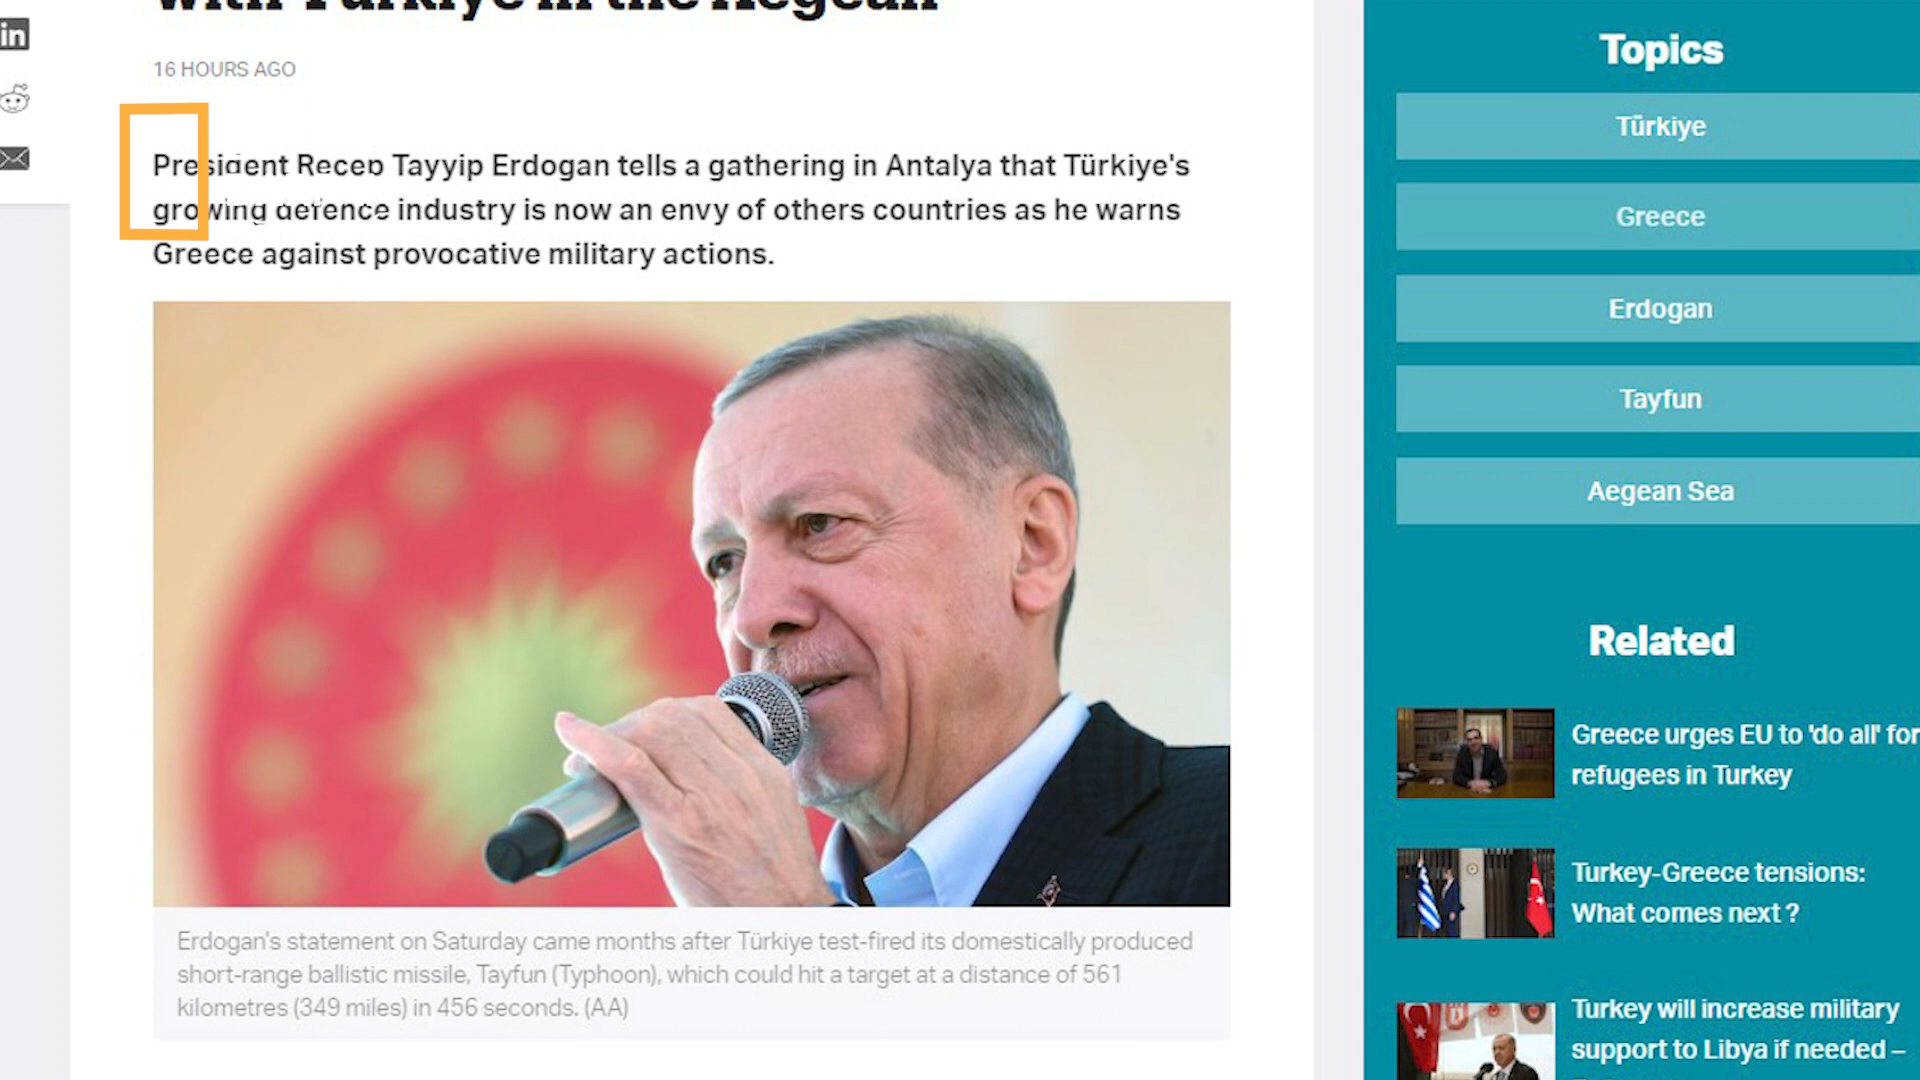 with Türkiye in the Aegean
in
16 HOURS AGO
President Recep Tayyip Erdogan tells a gathering in Antalya that Türkiye's
growing defence industry is now an envy of others countries as he warns
Greece against provocative military actions.
Erdogan's statement on Saturday came months after Türkiye test-fired its domestically produced
short-range ballistic missile, Tayfun (Typhoon), which could hit a target at a distance of 561
kilometres (349 miles) in 456 seconds. (AA)
Topics
Türkiye
Greece
Erdogan
Tayfun
Aegean Sea
Related
Greece urges EU to 'do all' for
refugees in Turkey
Turkey-Greece tensions:
What comes next ?
Turkey will increase military
support to Libya if needed –